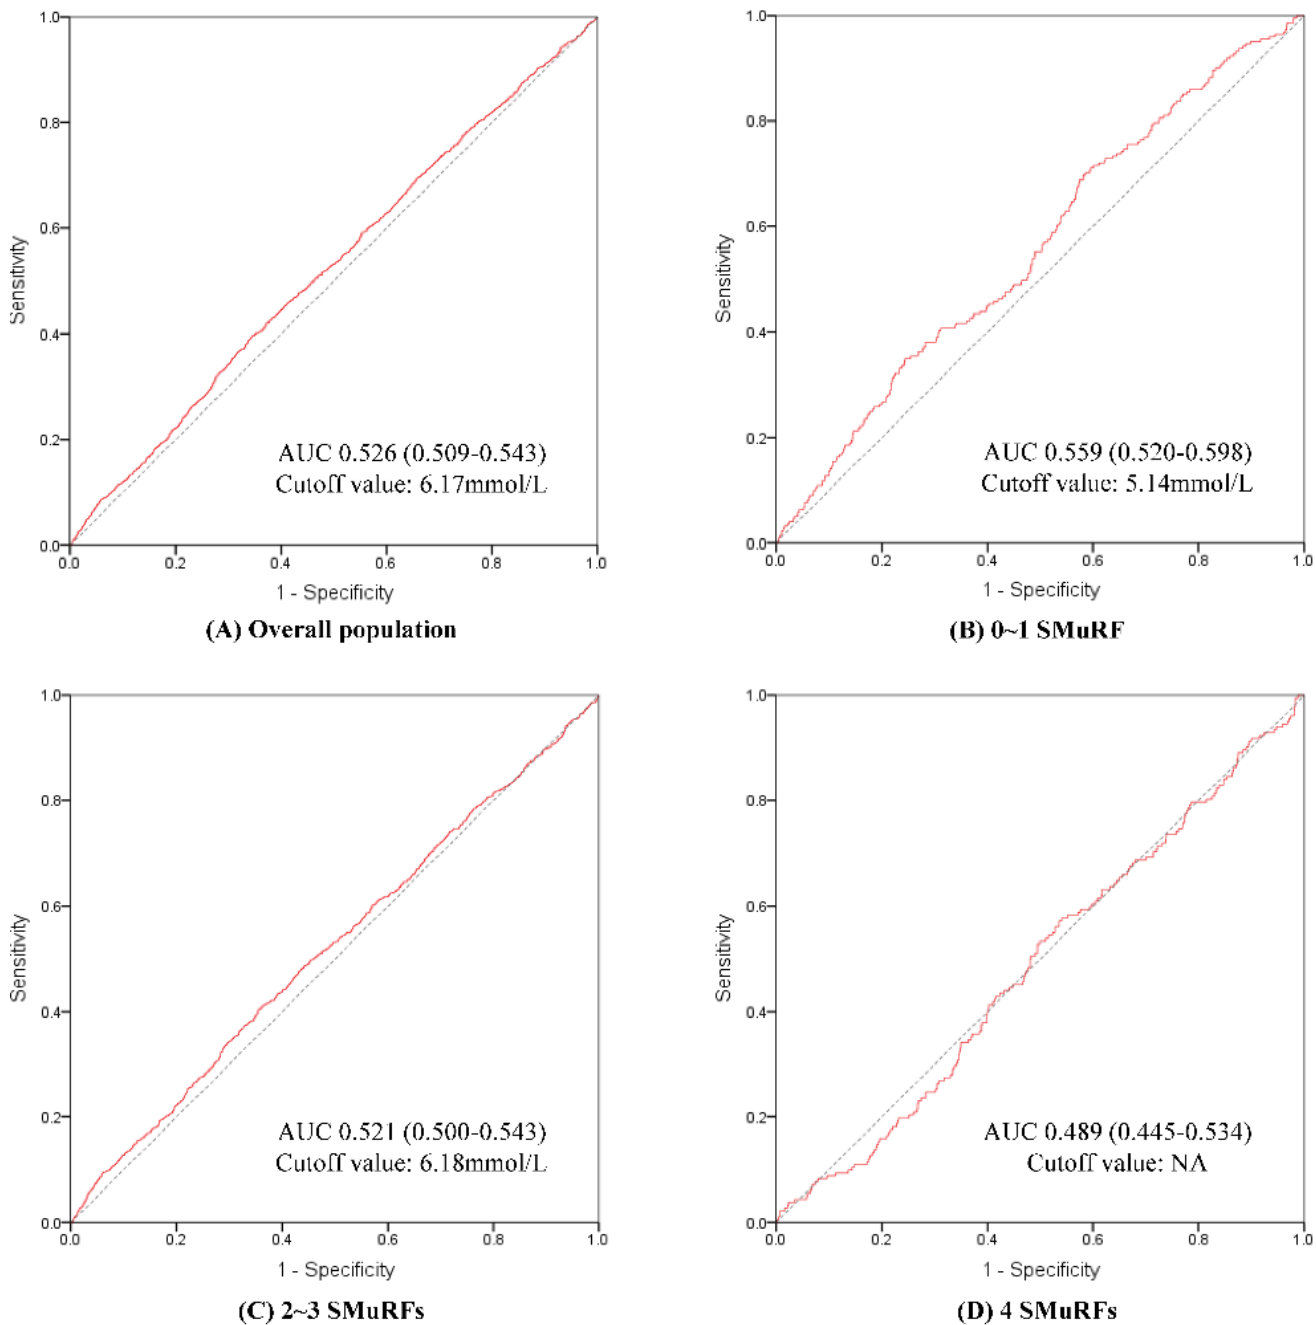 1.0
0.8
0.6
0.4
0.2
0.0
Sensitivity
AUC 0.526 (0.509-0.543)
Cutoff value: 6.17mmol/L
0.0 0.2 0.4 0.6 0.8 1.0
1 - Specificity
(A) Overall population
1.0
0.8
0.6
0.4
0.2
0.0
Sensitivity
AUC 0.559 (0.520-0.598)
Cutoff value: 5.14mmol/L
0.0 0.2 0.4 0.6 0.8 1.0
1 - Specificity
(B) 0~1 SMuRF
1.0
0.8
0.6
0.4
0.2
0.0
Sensitivity
AUC 0.521 (0.500-0.543)
Cutoff value: 6.18mmol/L
0.0 0.2 0.4 0.6 0.8 1.0
1 - Specificity
(C) 2~3 SMuRFs
1.0
0.8
0.6
0.4
0.2
0.0
Sensitivity
AUC 0.489 (0.445-0.534)
Cutoff value: NA
0.0 0.2 0.4 0.6 0.8 1.0
1 - Specificity
(D) 4 SMuRFs